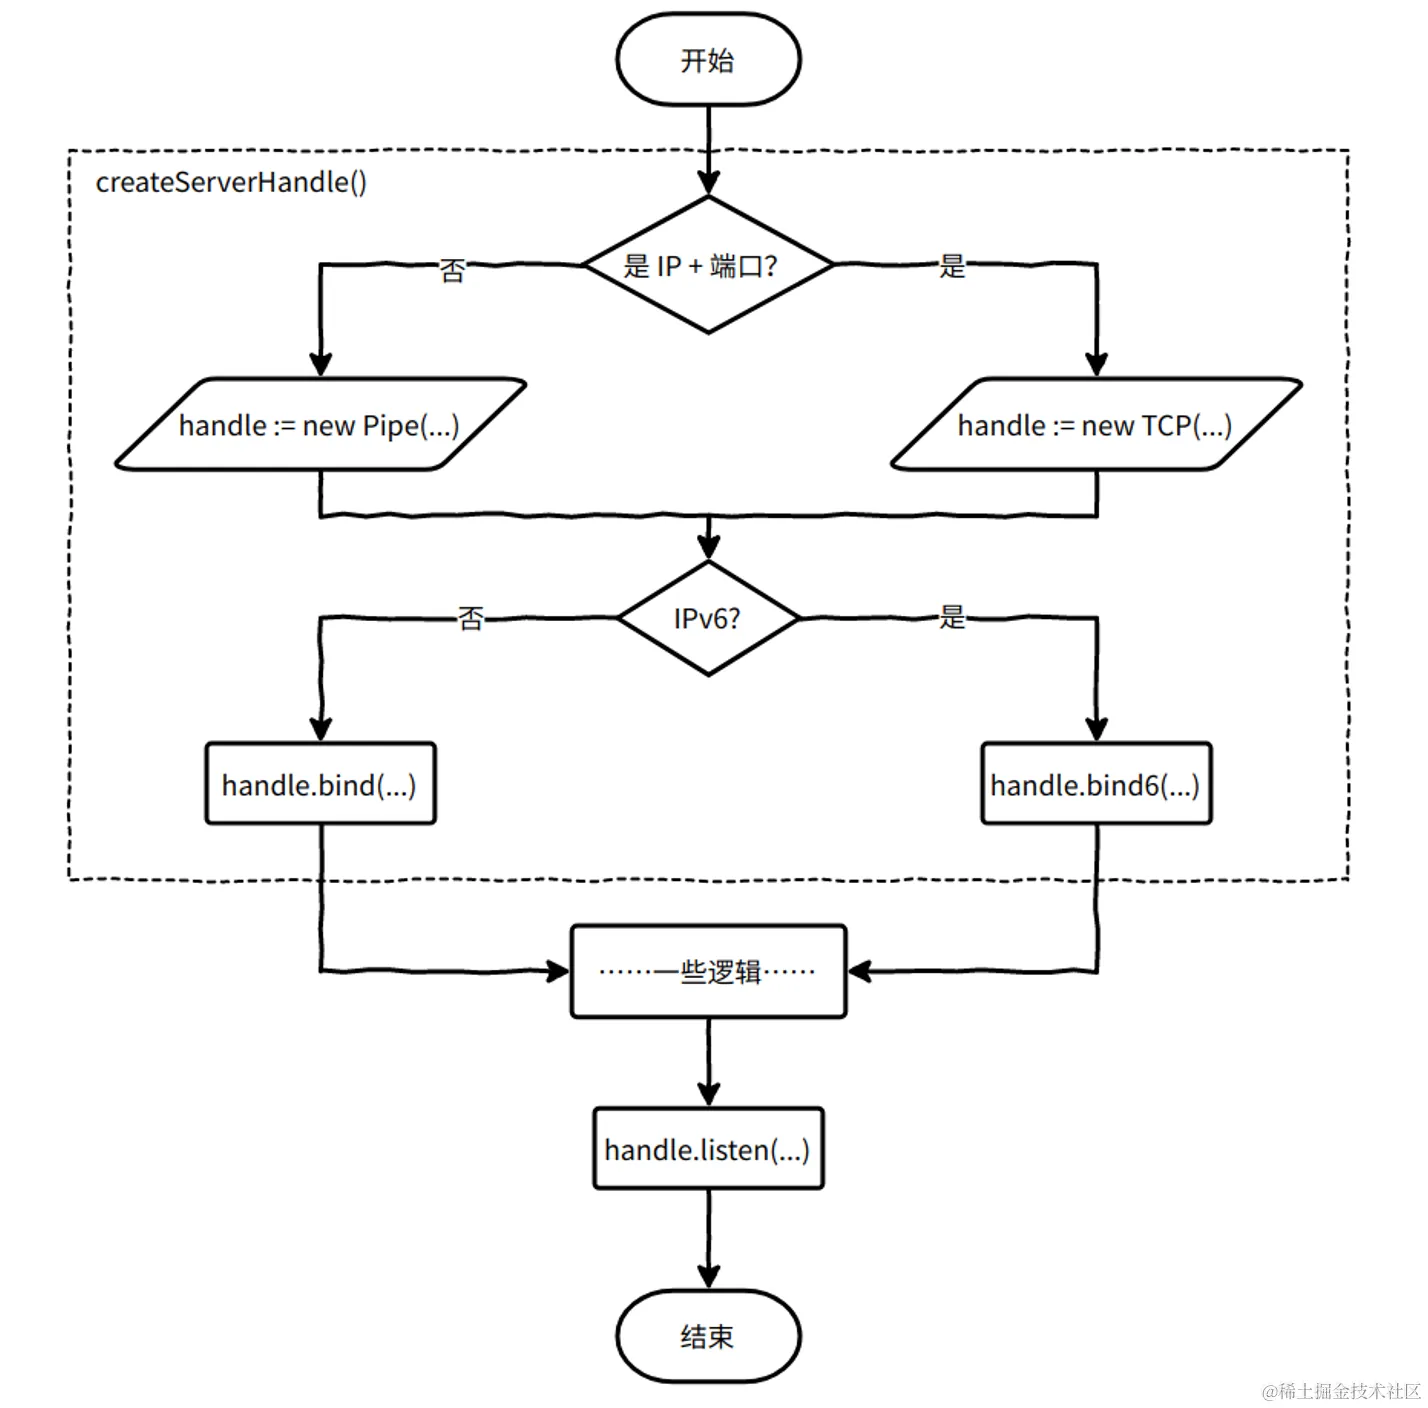 开始
createServerHandle()
是 IP + 端口?
否
是
handle := new Pipe(...)
handle := new TCP(...)
IPv6?
否
是
handle.bind(...)
handle.bind6(...)
……一些逻辑……
handle.listen(...)
结束
@稀土掘金技术社区